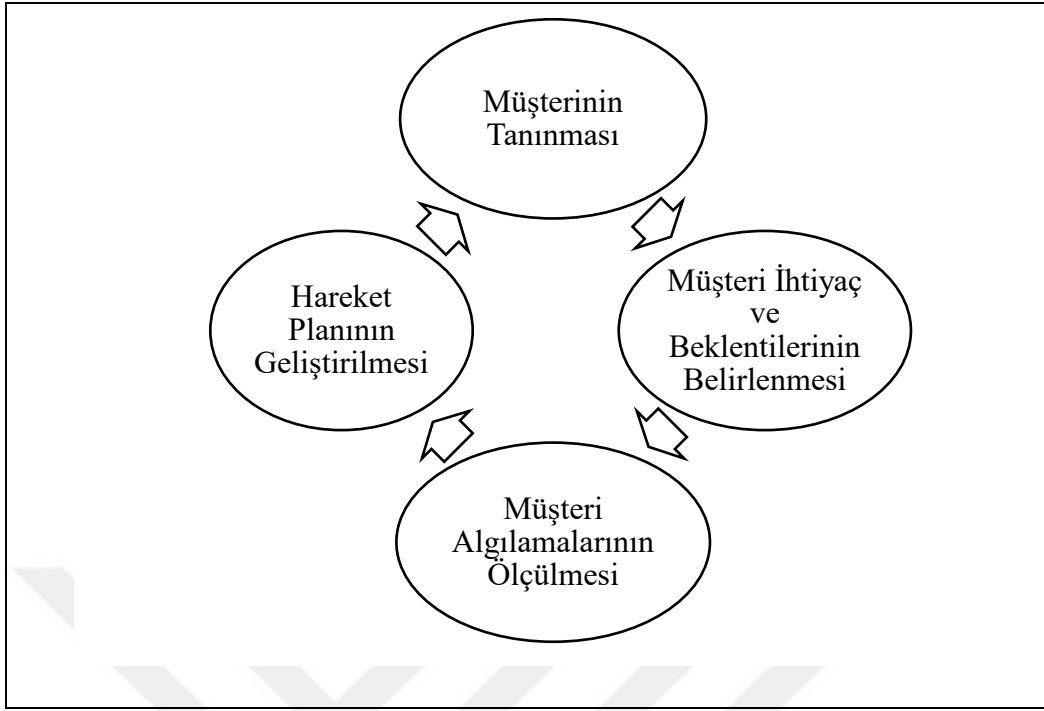 Müşterinin
Tanınması
Müşteri İhtiyaç
ve
Beklentilerinin
Belirlenmesi
Müşteri
Algılamalarının
Ölçülmesi
Hareket
Planının
Geliştirilmesi